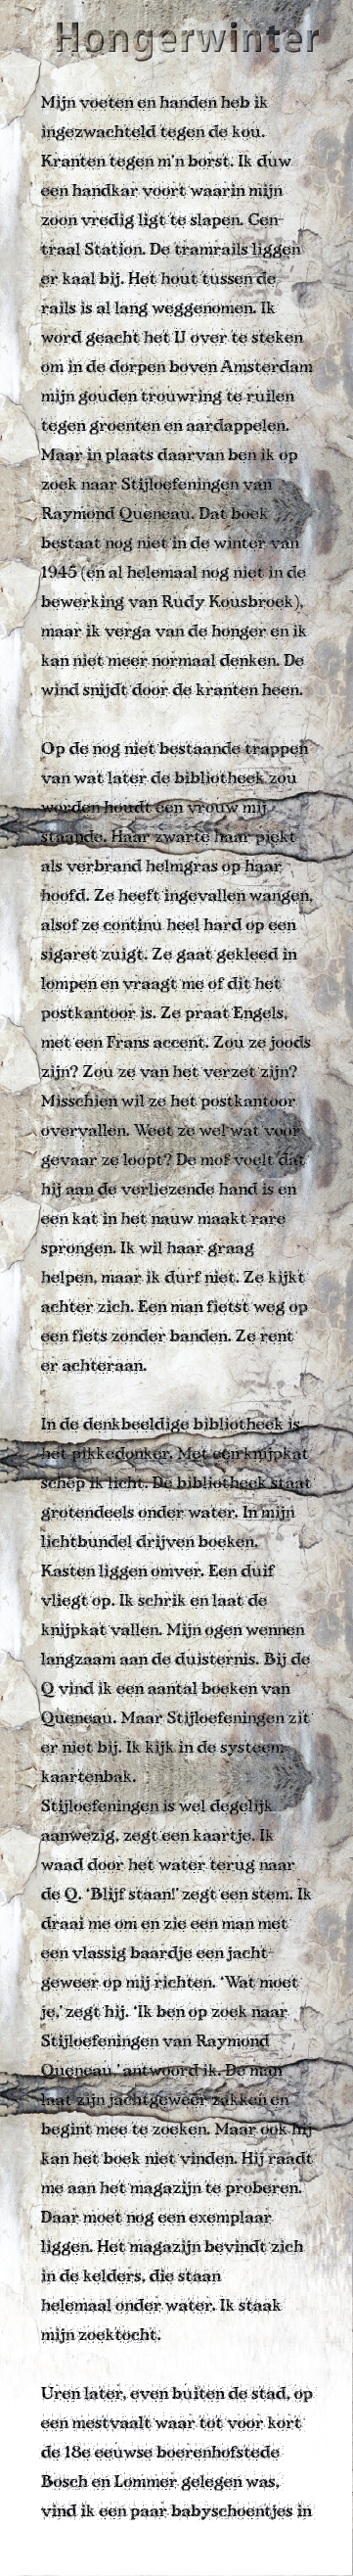 Hongerwinter
Mijn voeten en handen heb ik
ingezwachteld tegen de kou.
Kranten tegen m'n borst. Ik duw
een handkar voort waarin mijn
zoon vredig ligt te slapen. Cen-
traal Station. De tramrails liggen
er kaal bij. Het hout tussen de
rails is al lang weggenomen. Ik
word geacht het IJ over te steken
om in de dorpen boven Amsterdam
mijn gouden trouwring te ruilen
tegen groenten en aardappelen.
Maar in plaats daarvan ben ik op
zoek naar Stijloefeningen van
Raymond Queneau. Dat boek
bestaat nog niet in de winter van
1945 (en al helemaal nog niet in de
bewerking van Rudy Kousbroek),
maar ik verga van de honger en ik
kan niet meer normaal denken. De
wind snijdt door de kranten heen.
Op de nog niet bestaande trappen
van wat later de bibliotheek zou
worden houdt een vrouw mij
staande. Haar zwarte haar piekt
als verbrand helmgras op haar
hoofd. Ze heeft ingevallen wangen,
alsof ze continu heel hard op een
sigaret zuigt. Ze gaat gekleed in
lompen en vraagt me of dit het
postkantoor is. Ze praat Engels,
met een Frans accent. Zou ze joods
zijn? Zou ze van het verzet zijn?
Misschien wil ze het postkantoor
overvallen. Weet ze wel wat voor
gevaar ze loopt? De mof voelt dat
hij aan de verliezende hand is en
een kat in het nauw maakt rare
sprongen. Ik wil haar graag
helpen, maar ik durf niet. Ze kijkt
achter zich. Een man fietst weg op
een fiets zonder banden. Ze rent
er achteraan.
In de denkbeeldige bibliotheek is
het pikkedonker. Met een knijpkat
schep ik licht. De bibliotheek staat
grotendeels onder water. In mijn
lichtbundel drijven boeken.
Kasten liggen omver. Een duif
vliegt op. Ik schrik en laat de
knijpkat vallen. Mijn ogen wennen
langzaam aan de duisternis. Bij de
Q vind ik een aantal boeken van
Queneau. Maar Stijloefeningen zit
er niet bij. Ik kijk in de systeem-
kaartenbak.
Stijloefeningen is wel degelijk
aanwezig, zegt een kaartje. Ik
waad door het water terug naar
de Q. 'Blijf staan!' zegt een stem. Ik
draai me om en zie een man met
een vlassig baardje een jacht-
geweer op mij richten. 'Wat moet
je,' zegt hij. 'Ik ben op zoek naar
Stijloefeningen van Raymond
Queneau,' antwoord ik. De man
laat zijn jachtgeweer zakken en
begint mee te zoeken. Maar ook hij
kan het boek niet vinden. Hij raadt
me aan het magazijn te proberen.
Daar moet nog een exemplaar
liggen. Het magazijn bevindt zich
in de kelders, die staan
helemaal onder water. Ik staak
mijn zoektocht.
Uren later, even buiten de stad, op
een mestvaalt waar tot voor kort
de 18e eeuwse boerenhofstede
Bosch en Lommer gelegen was,
vind ik een paar babyschoentjes in